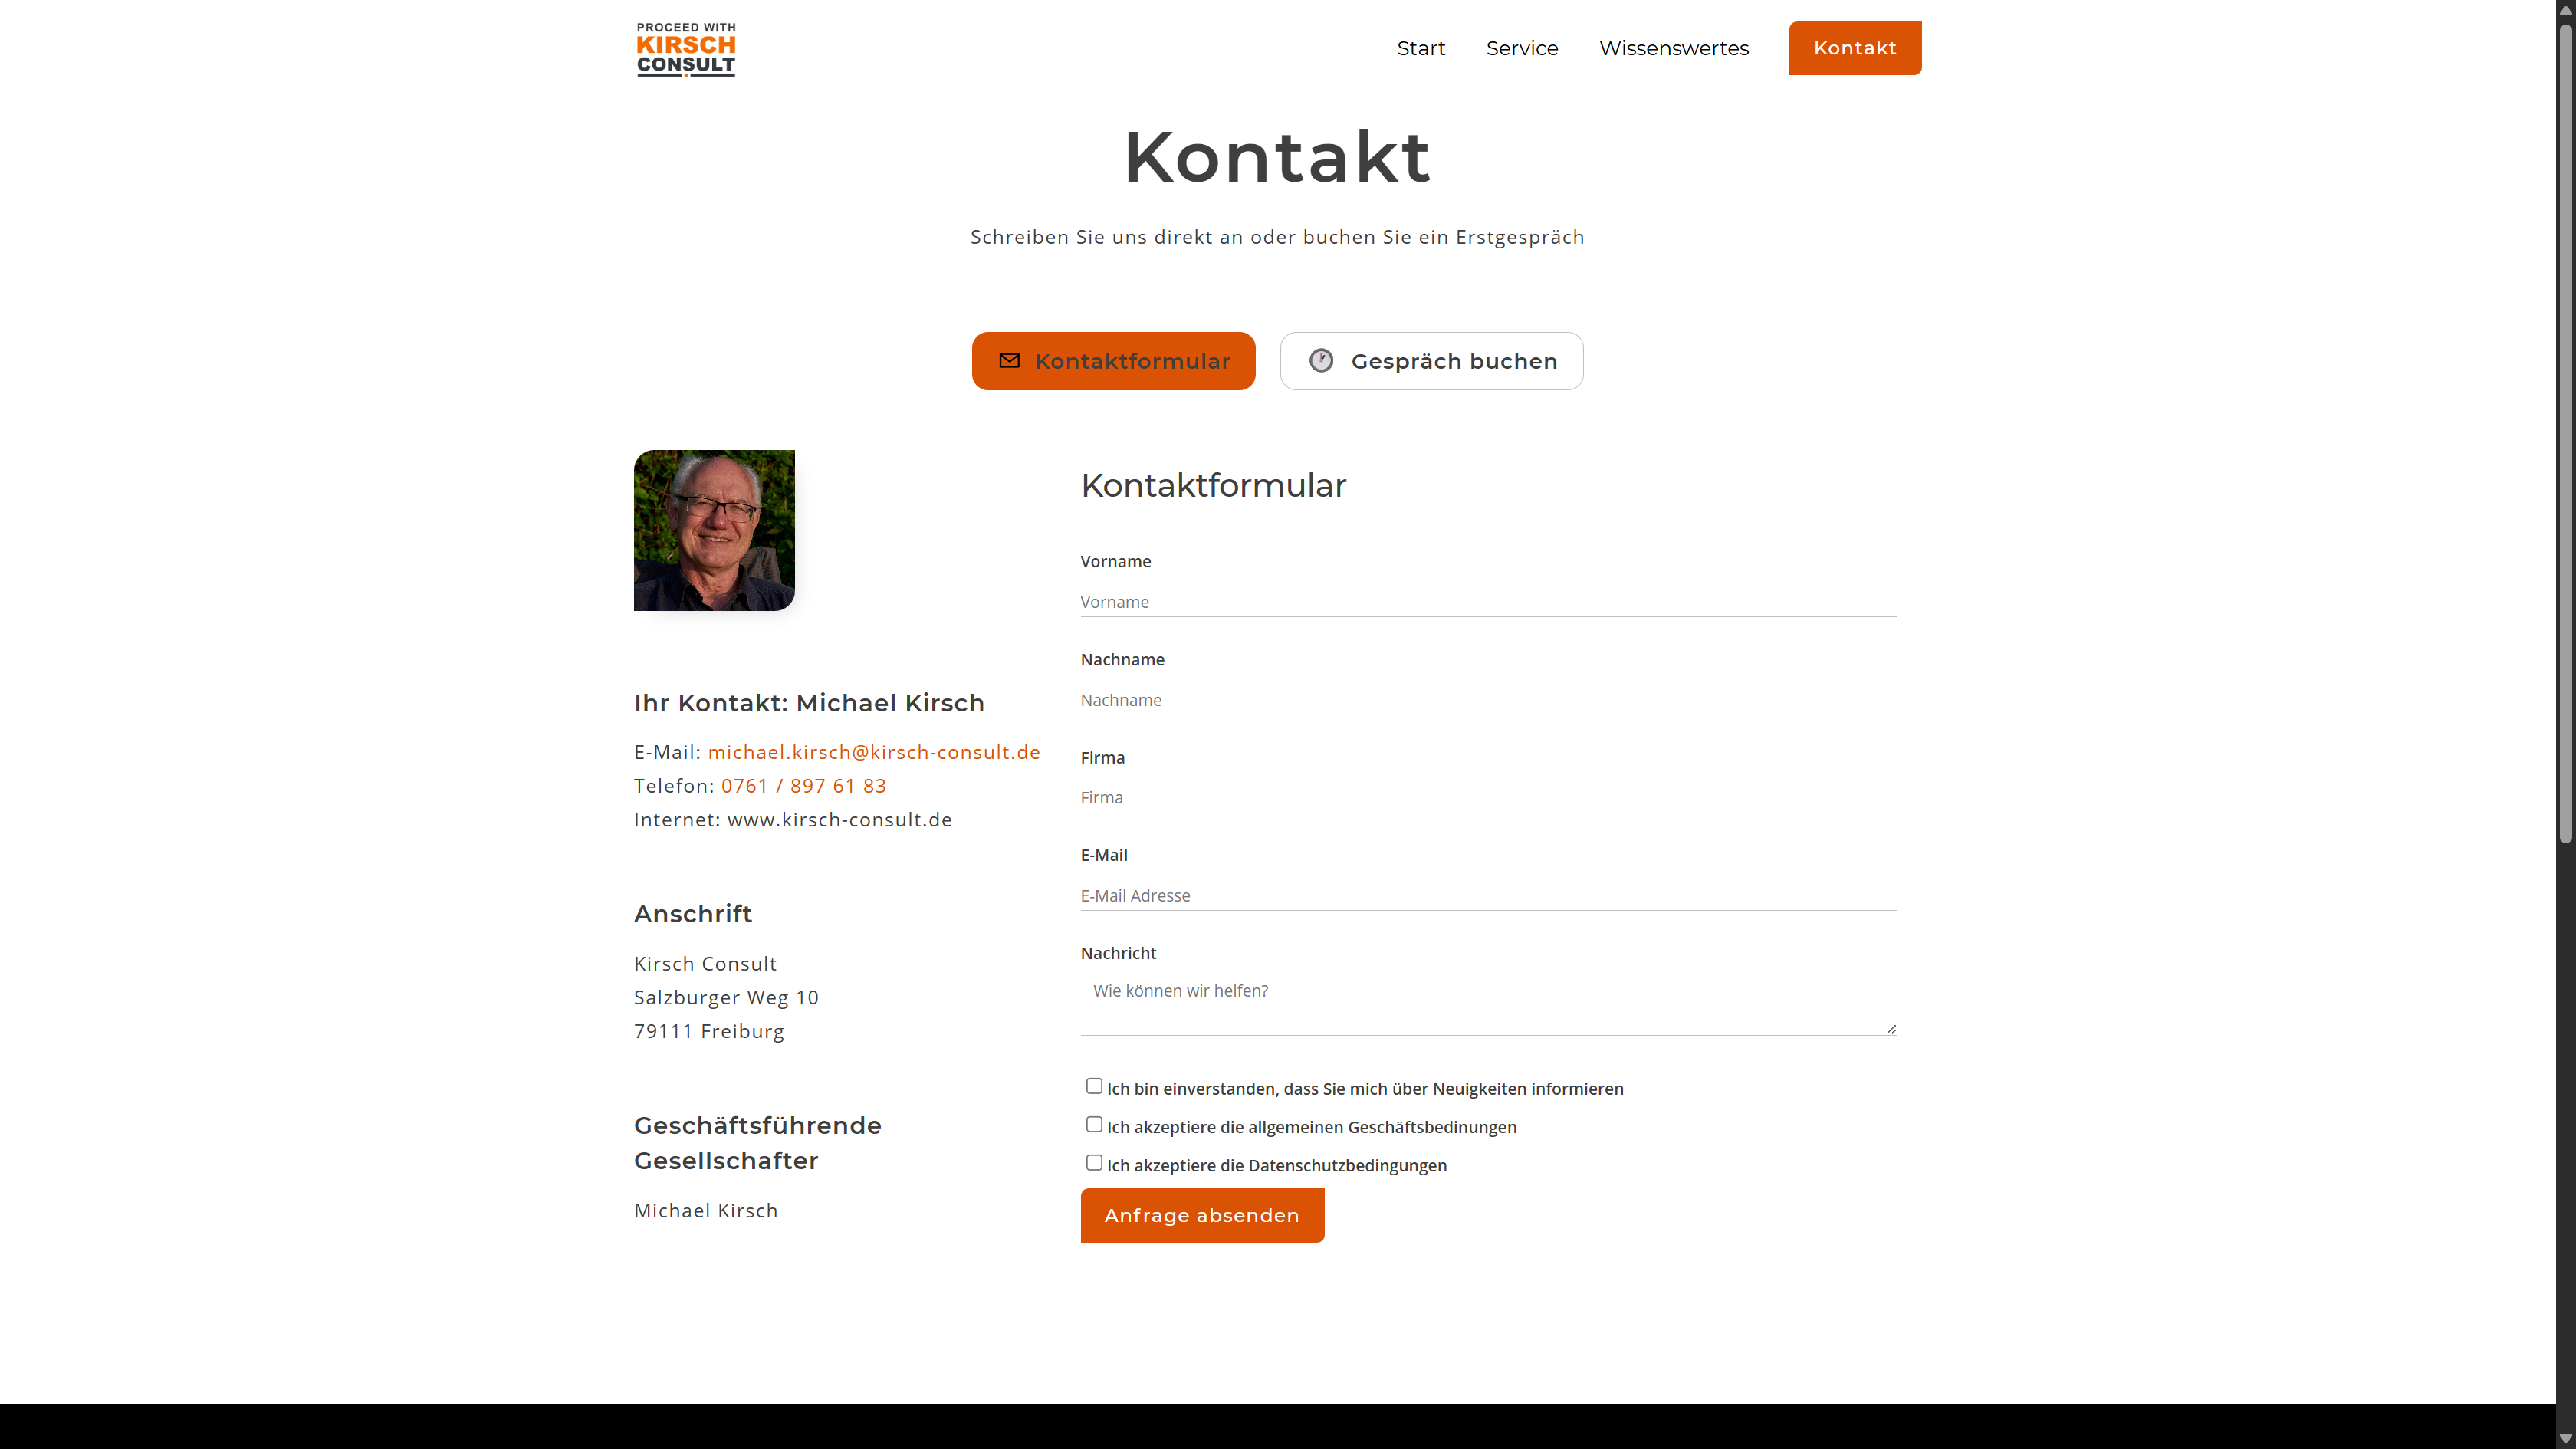 PROCEED WITH
KIRSCH
CONSULT
Start
Service
Wissenswertes
Kontakt
Kontakt
Schreiben Sie uns direkt an oder buchen Sie ein Erstgespräch
Kontaktformular
Gespräch buchen
Ihr Kontakt: Michael Kirsch
E-Mail: michael.kirsch@kirsch-consult.de
Telefon: 0761 / 897 61 83
Internet: www.kirsch-consult.de
Anschrift
Kirsch Consult
Salzburger Weg 10
79111 Freiburg
Geschäftsführende
Gesellschafter
Michael Kirsch
Kontaktformular
Vorname
Vorname
Nachname
Nachname
Firma
Firma
E-Mail
E-Mail Adresse
Nachricht
Wie können wir helfen?
Ich bin einverstanden, dass Sie mich über Neuigkeiten informieren
Ich akzeptiere die allgemeinen Geschäftsbedinungen
Ich akzeptiere die Datenschutzbedingungen
Anfrage absenden